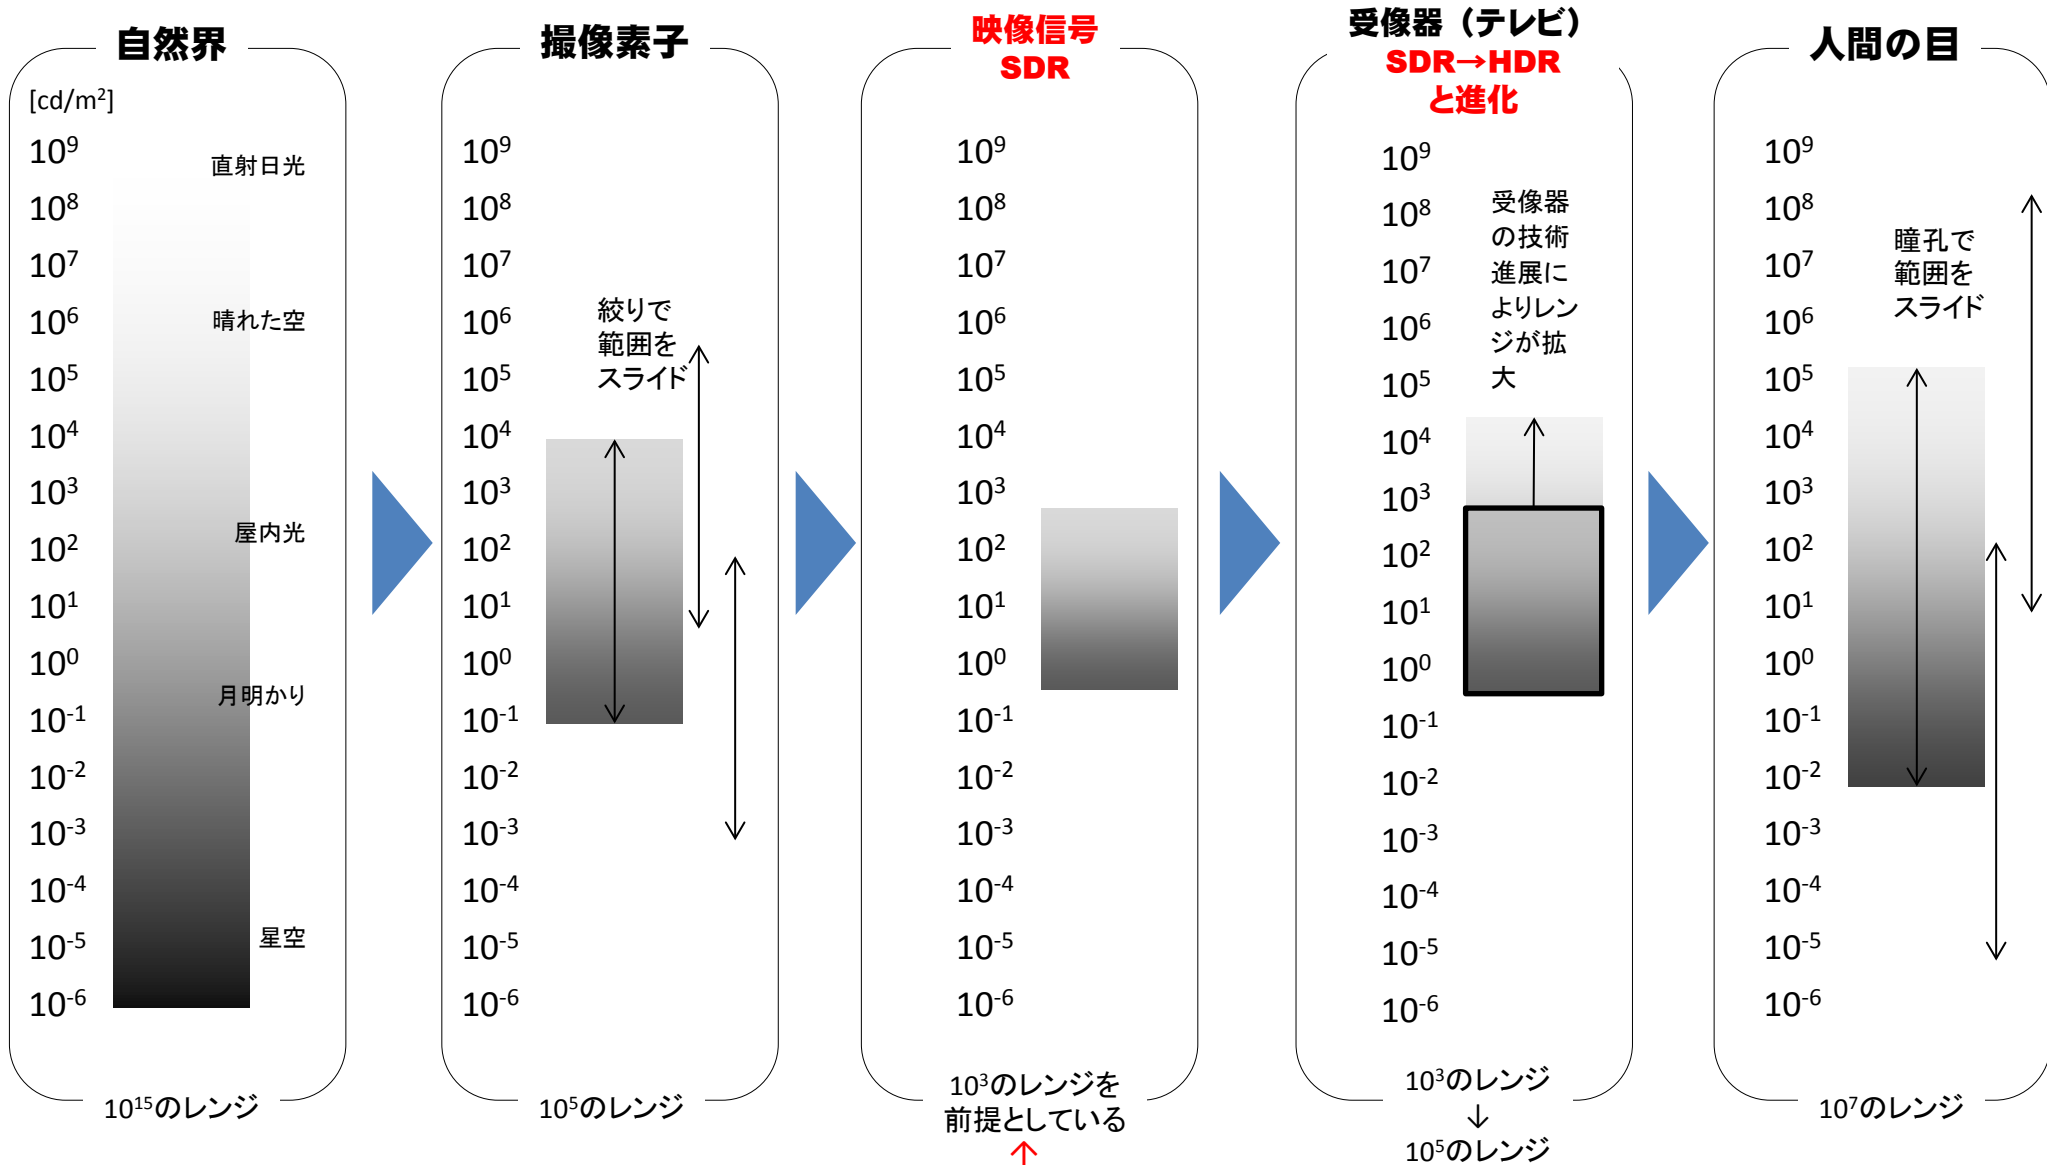 自然界
[cd/m²]
10⁹
10⁸
10⁷
10⁶
10⁵
10⁴
10³
10²
10¹
10⁰
10⁻¹
10⁻²
10⁻³
10⁻⁴
10⁻⁵
10⁻⁶
直射日光
晴れた空
屋内光
月明かり
星空
10¹⁵のレンジ
撮像素子
10⁹
10⁸
10⁷
10⁶
10⁵
10⁴
10³
10²
10¹
10⁰
10⁻¹
10⁻²
10⁻³
10⁻⁴
10⁻⁵
10⁻⁶
絞りで
範囲を
スライド
10⁵のレンジ
映像信号
SDR
10⁹
10⁸
10⁷
10⁶
10⁵
10⁴
10³
10²
10¹
10⁰
10⁻¹
10⁻²
10⁻³
10⁻⁴
10⁻⁵
10⁻⁶
10³のレンジを
前提としている
↑
受像器（テレビ）
SDR→HDR
と進化
10⁹
10⁸
10⁷
10⁶
10⁵
10⁴
10³
10²
10¹
10⁰
10⁻¹
10⁻²
10⁻³
10⁻⁴
10⁻⁵
10⁻⁶
受像器
の技術
進展に
よりレン
ジが拡
大
10³のレンジ
↓
10⁵のレンジ
人間の目
10⁹
10⁸
10⁷
10⁶
10⁵
10⁴
10³
10²
10¹
10⁰
10⁻¹
10⁻²
10⁻³
10⁻⁴
10⁻⁵
10⁻⁶
瞳孔で
範囲を
スライド
10⁷のレンジ